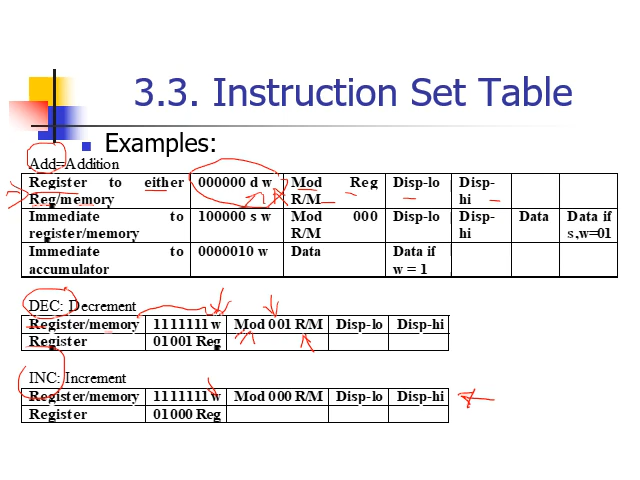 3.3. Instruction Set Table
Examples:
Add=Addition
Register to either 000000 d w Mod Reg Disp-lo Disp-
Reg/memory R/M hi
Immediate to 100000 s w Mod 000 Disp-lo Disp- Data Data if
register/memory R/M hi s,w=01
Immediate to 0000010 w Data Data if
accumulator w = 1
DEC: Decrement
Register/memory 1111111 w Mod 001 R/M Disp-lo Disp-hi
Register 01001 Reg
INC: Increment
Register/memory 1111111 w Mod 000 R/M Disp-lo Disp-hi
Register 01000 Reg